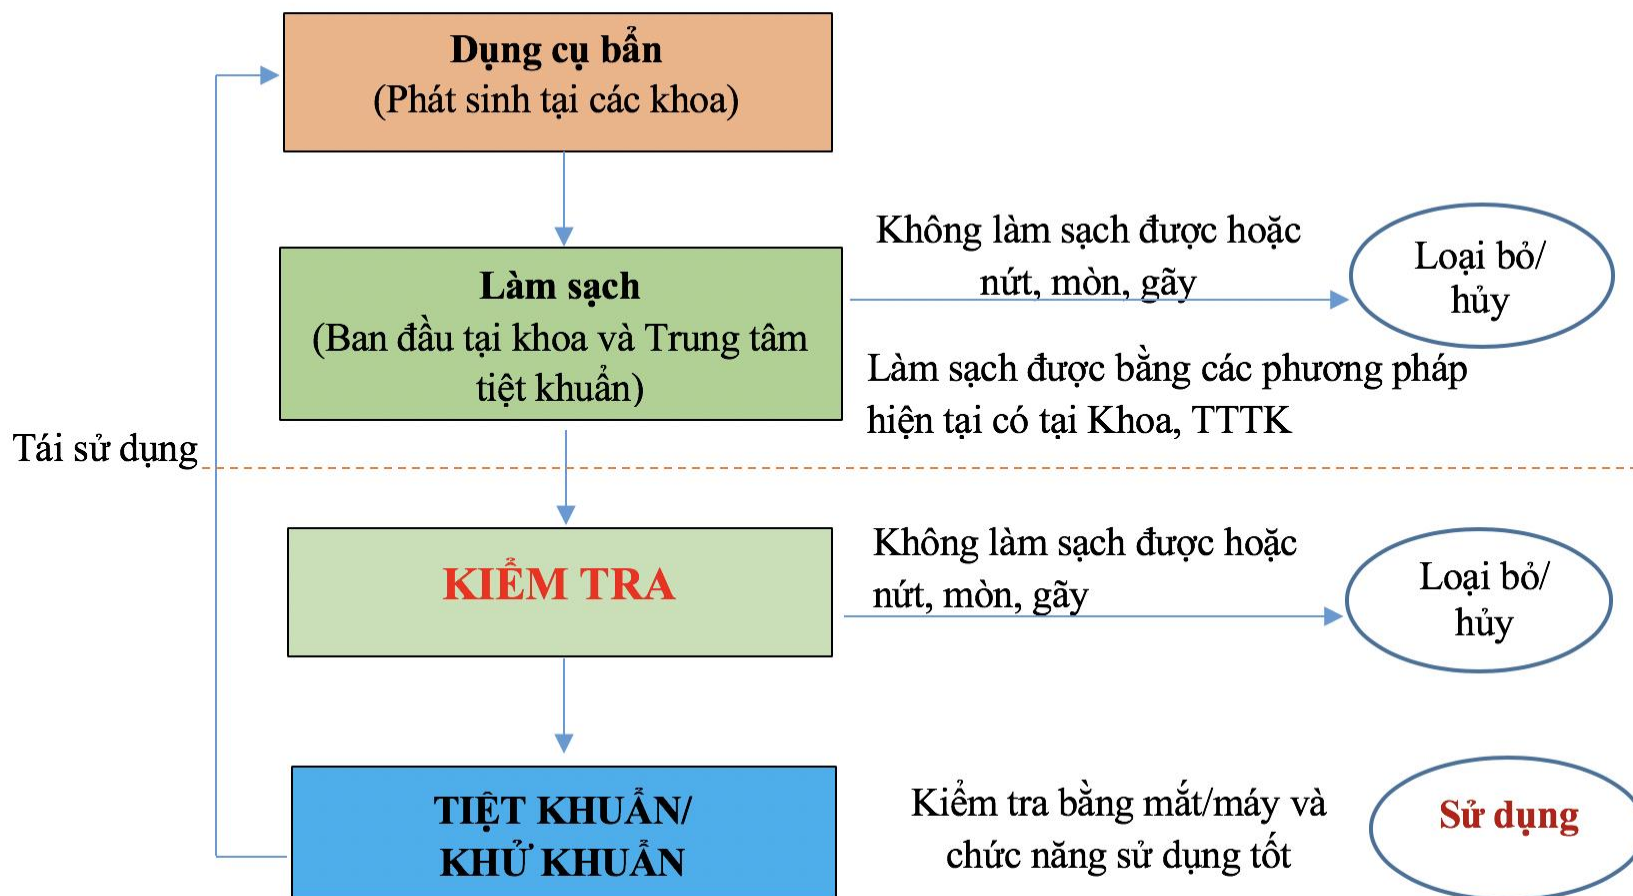 Dụng cụ bẩn
(Phát sinh tại các khoa)
Không làm sạch được hoặc
nứt, mòn, gãy
Loại bỏ/
hủy
Làm sạch
(Ban đầu tại khoa và Trung tâm
tiệt khuẩn)
Làm sạch được bằng các phương pháp
hiện tại có tại Khoa, TTTK
Tái sử dụng
KIỂM TRA
Không làm sạch được hoặc
nứt, mòn, gãy
Loại bỏ/
hủy
TIỆT KHUẨN/
KHỬ KHUẨN
Kiểm tra bằng mắt/máy và
chức năng sử dụng tốt
Sử dụng